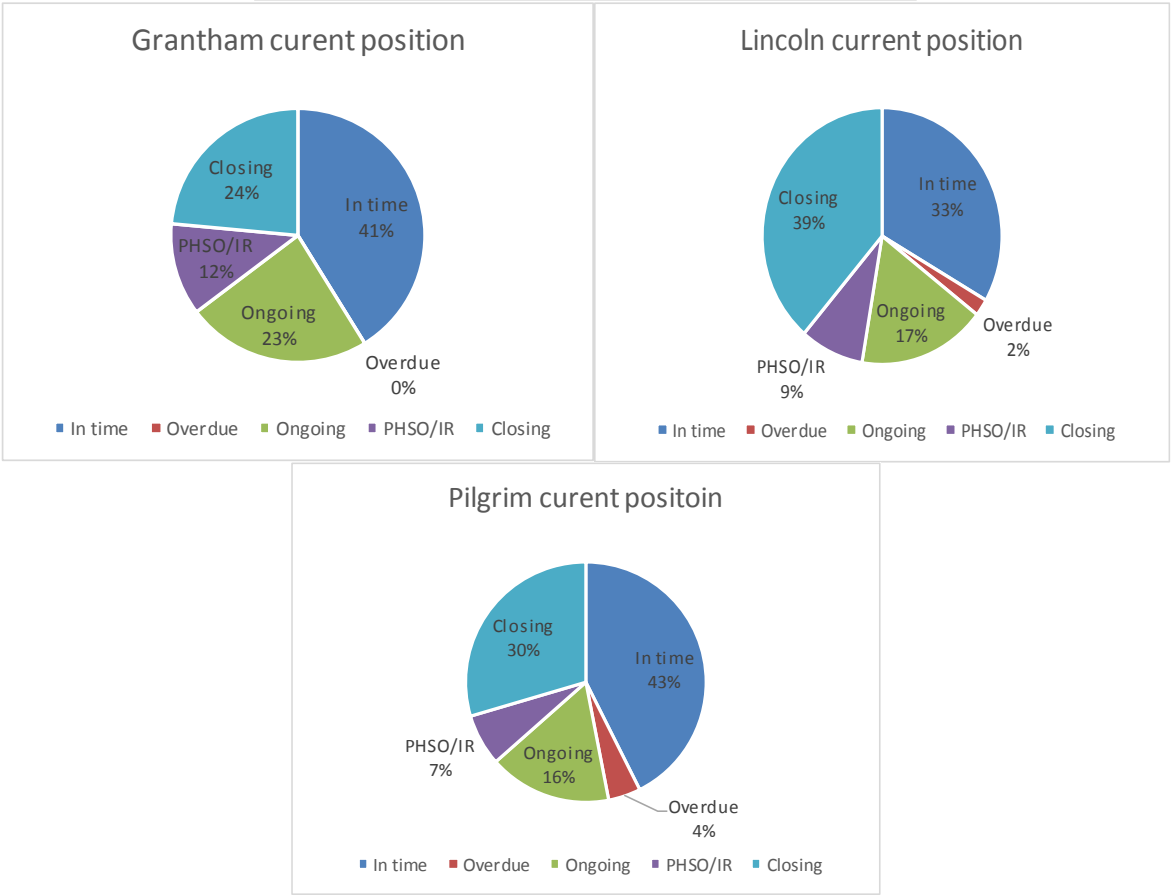 Grantham curent position
Closing
24%
In time
41%
PHSO/IR
12%
Ongoing
23%
Overdue
0%
In time Overdue Ongoing PHSO/IR Closing
Lincoln current position
In time
33%
Closing
39%
Ongoing
17%
Overdue
2%
PHSO/IR
9%
In time Overdue Ongoing PHSO/IR Closing
Pilgrim curent positoin
Closing
30%
In time
43%
PHSO/IR
7%
Ongoing
16%
Overdue
4%
In time Overdue Ongoing PHSO/IR Closing